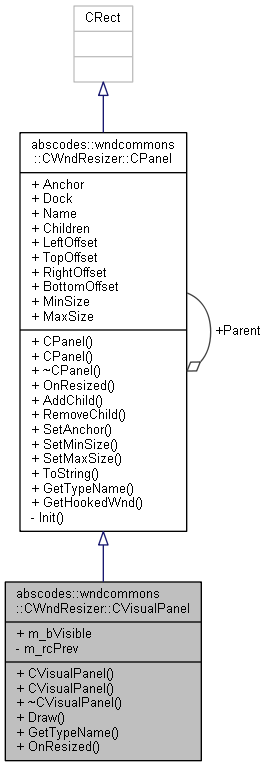 CRect
abscodes::wndcommons
::CWndResizer::CPanel
+ Anchor
+ Dock
+ Name
+ Children
+ LeftOffset
+ TopOffset
+ RightOffset
+ BottomOffset
+ MinSize
+ MaxSize
+ CPanel()
+ CPanel()
+ ~CPanel()
+ OnResized()
+ AddChild()
+ RemoveChild()
+ SetAnchor()
+ SetMinSize()
+ SetMaxSize()
+ ToString()
+ GetTypeName()
+ GetHookedWnd()
- Init()
+Parent
abscodes::wndcommons
::CWndResizer::CVisualPanel
+ m_bVisible
- m_rcPrev
+ CVisualPanel()
+ CVisualPanel()
+ ~CVisualPanel()
+ Draw()
+ GetTypeName()
+ OnResized()